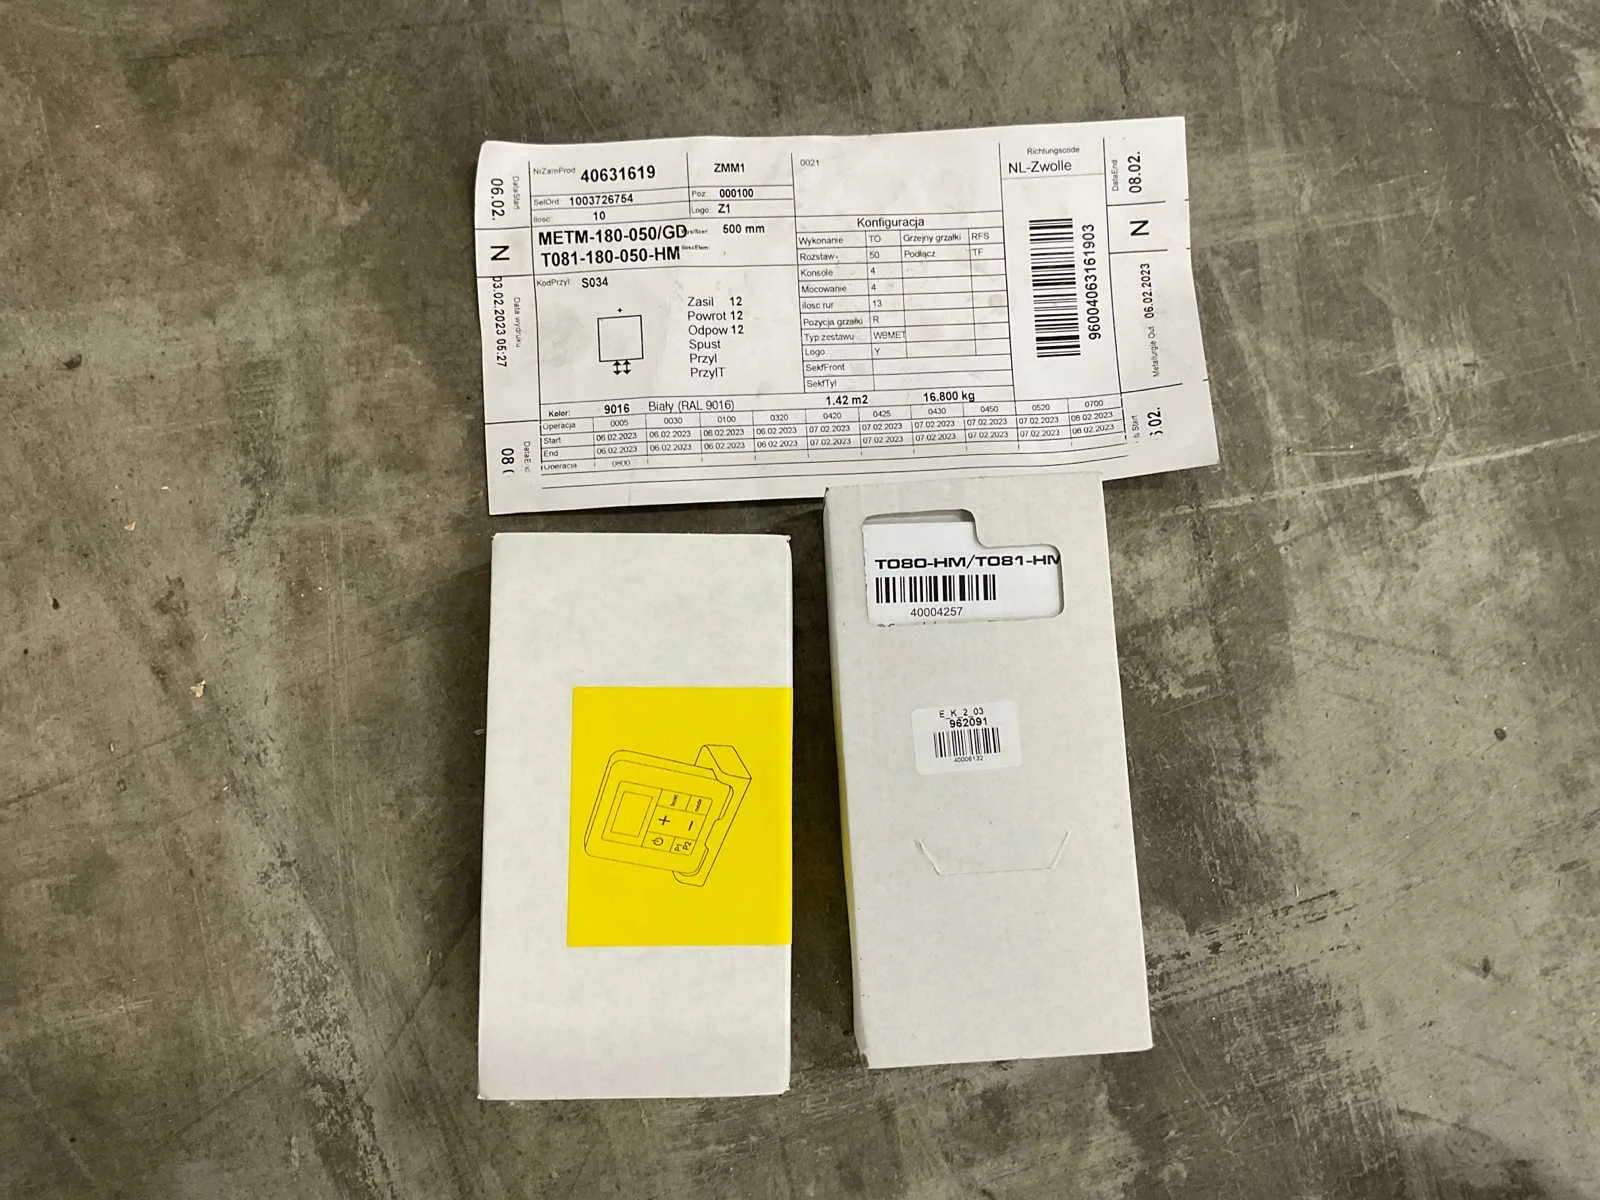 DataStart
06.02.
N
03.02.2023 05:27
Data wydruku
DataEnd
08
NrZamProd 40631619
ZMM1
SelOrd 1003726754
Poz: 000100
Ilosc: 10
Logo: Z1
METM-180-050/GD
500 mm
T081-180-050-HM
KodPrzyl: S034
Zasil 12
Powrot 12
Odpow 12
Spust
Przyl
PrzylT
0021
Konfiguracja
Wykonanie TO Grzejny grzałki RFS
Rozstaw 50 Podłącz TF
Konsole 4
Mocowanie 4
ilosc rur 13
Pozycja grzałki R
Typ zestawu WBMET
Logo Y
SekfFront
SekfTyl
Kolor: 9016 Biały (RAL 9016) 1.42 m2 16.800 kg
Operacja 0005 0030 0100 0320 0420 0425 0430 0450 0520 0700
Start 06.02.2023 06.02.2023 06.02.2023 06.02.2023 07.02.2023 07.02.2023 07.02.2023 07.02.2023 07.02.2023 08.02.2023
End 06.02.2023 06.02.2023 06.02.2023 06.02.2023 07.02.2023 07.02.2023 07.02.2023 07.02.2023 07.02.2023 08.02.2023
Operacja 0800
Richtungscode
NL-Zwolle
96004063161903
DataEnd
08.02.
N
Metalurgie Out 06.02.2023
Start
.02.
T080-HM/T081-HM
40004257
E_K_2_03
962091
40006132
+
−
P1
P2